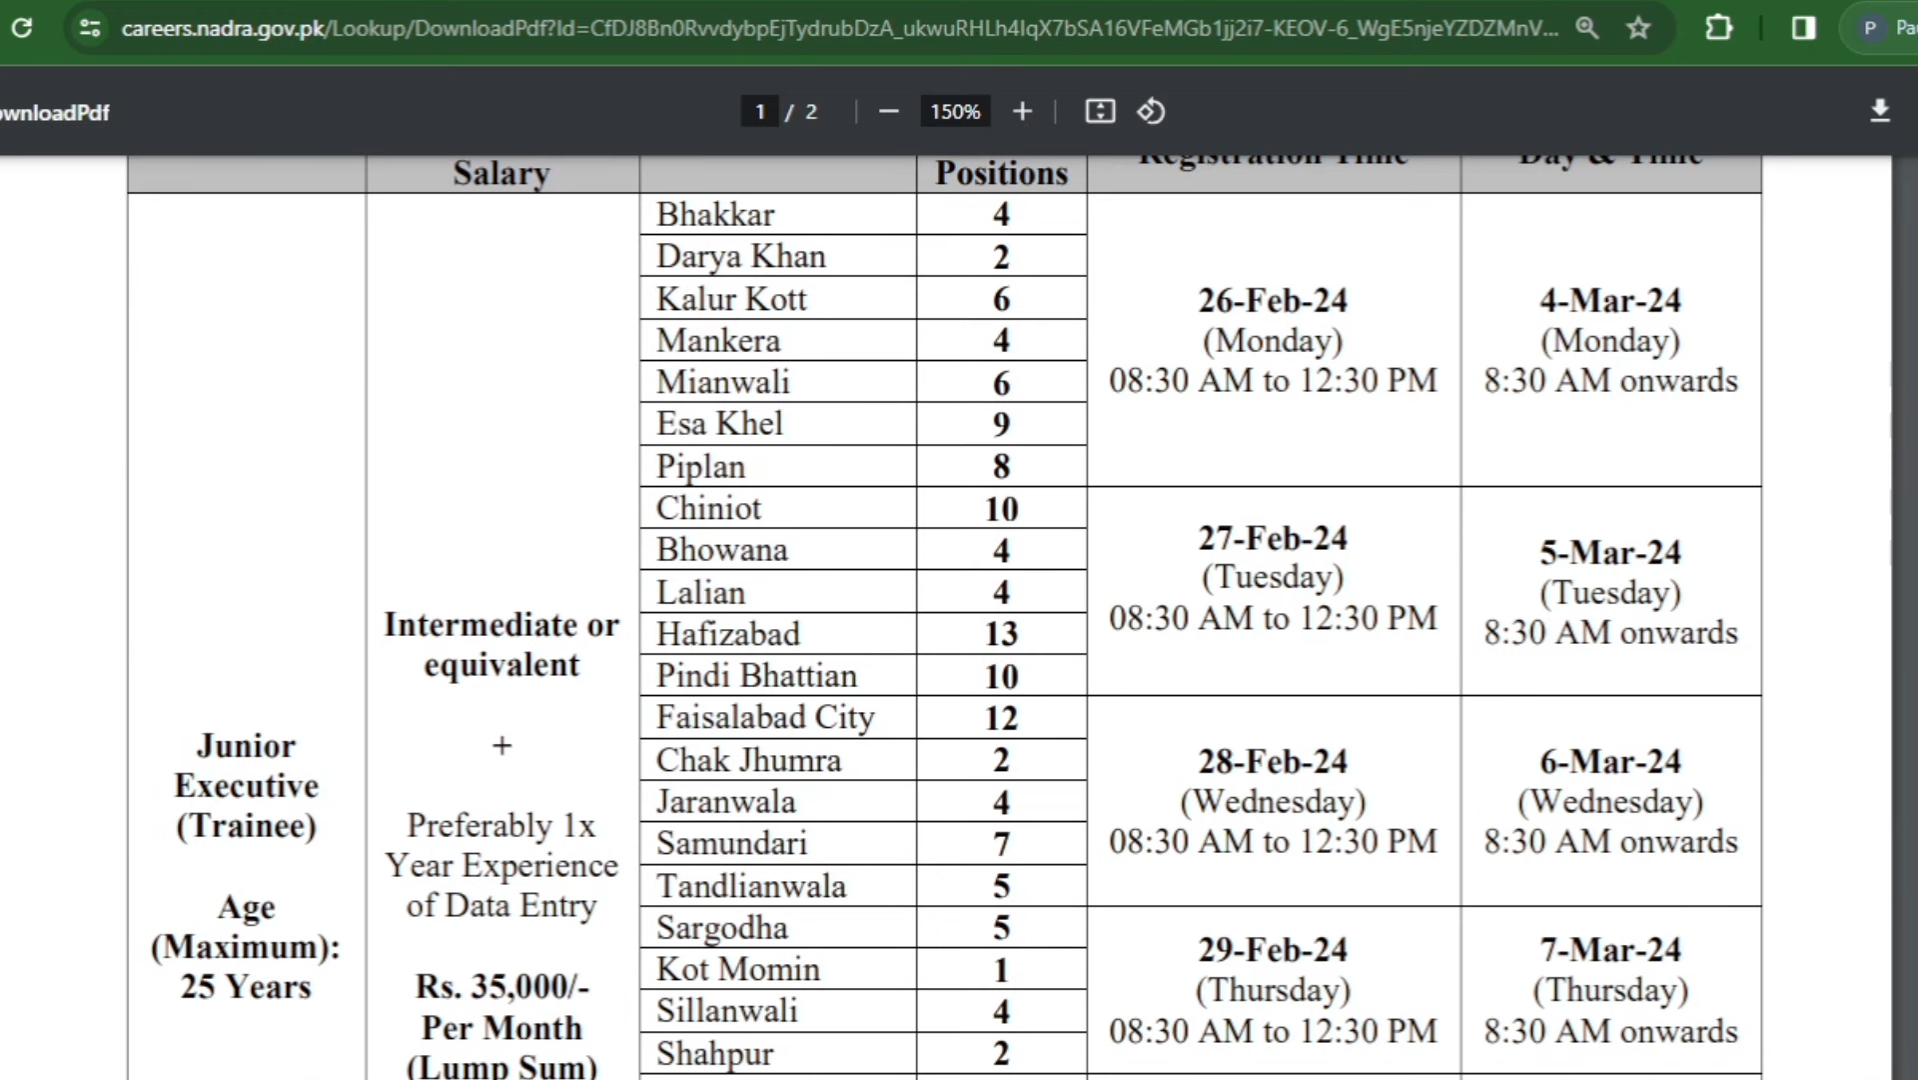 careers.nadra.gov.pk/Lookup/DownloadPdf?Id=CfDJ8Bn0RvvdybpEjTydrubDzA_ukwuRHLh4IqX7bSA16VFeMGb1jj2i7-KEOV-6_WgE5njeYZDZMnV...
P Pau
ownloadPdf
1 / 2
150%
Salary
Positions
Registration Time
Day & Time
Junior
Executive
(Trainee)
Age
(Maximum):
25 Years
Intermediate or
equivalent
+
Preferably 1x
Year Experience
of Data Entry
Rs. 35,000/-
Per Month
(Lump Sum)
Bhakkar 4
Darya Khan 2
Kalur Kott 6
Mankera 4
Mianwali 6
Esa Khel 9
Piplan 8
26-Feb-24
(Monday)
08:30 AM to 12:30 PM
4-Mar-24
(Monday)
8:30 AM onwards
Chiniot 10
Bhowana 4
Lalian 4
Hafizabad 13
Pindi Bhattian 10
27-Feb-24
(Tuesday)
08:30 AM to 12:30 PM
5-Mar-24
(Tuesday)
8:30 AM onwards
Faisalabad City 12
Chak Jhumra 2
Jaranwala 4
Samundari 7
Tandlianwala 5
28-Feb-24
(Wednesday)
08:30 AM to 12:30 PM
6-Mar-24
(Wednesday)
8:30 AM onwards
Sargodha 5
Kot Momin 1
Sillanwali 4
Shahpur 2
29-Feb-24
(Thursday)
08:30 AM to 12:30 PM
7-Mar-24
(Thursday)
8:30 AM onwards